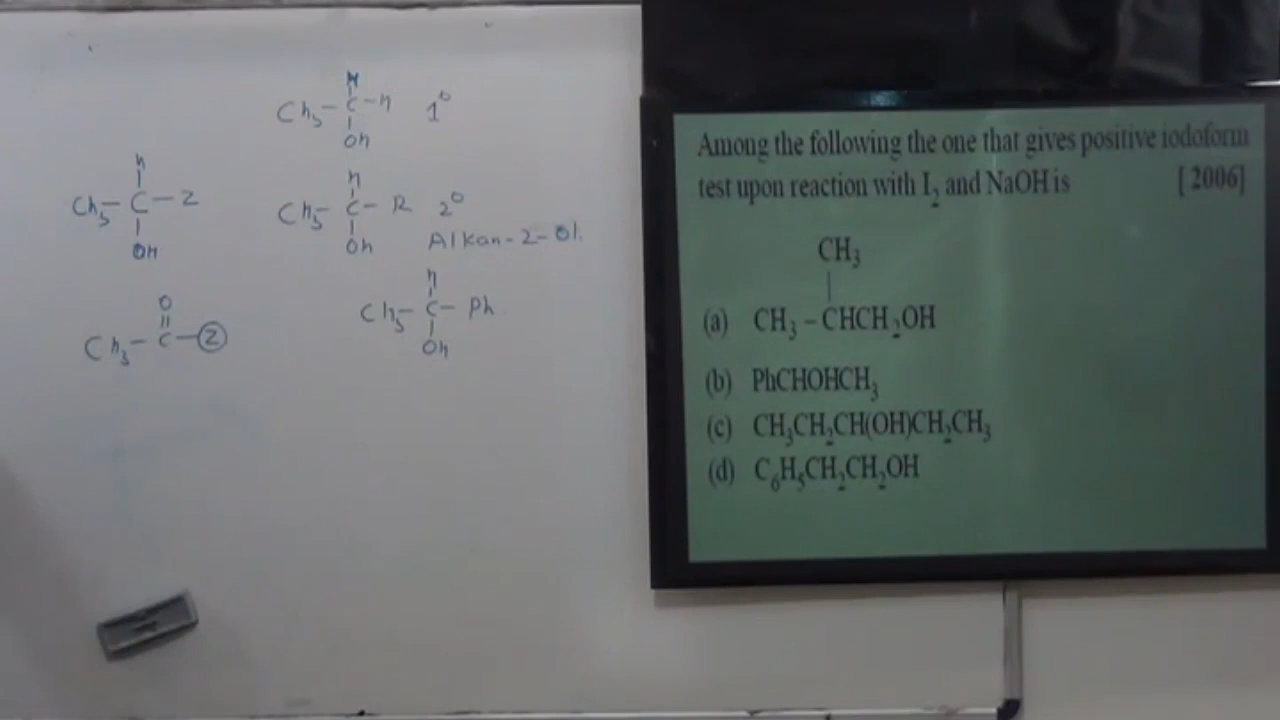 H
CH₃ – C – H 1°
OH
H
CH₃ – C – Z
OH
H
CH₃ – C – R 2°
OH
Alkan-2-Ol.
H
CH₃ – C – Ph
OH
O
CH₃ – C – Z
Among the following the one that gives positive iodoform
test upon reaction with I₂ and NaOH is [2006]
CH₃
(a) CH₃ – CHCH₂OH
(b) PhCHOHCH₃
(c) CH₃CH₂CH(OH)CH₂CH₃
(d) C₆H₅CH₂CH₂OH